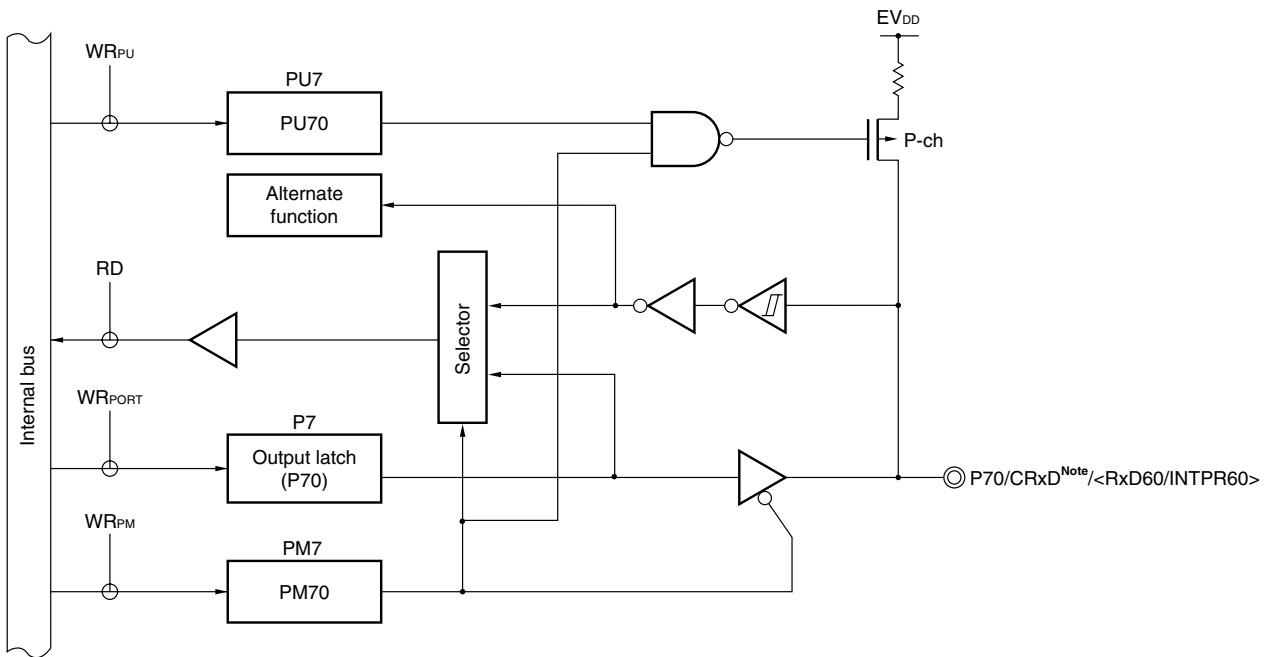 EVDD
WRPU
PU7
PU70
P-ch
Alternate
function
RD
Selector
Internal bus
WRPORT
P7
Output latch
(P70)
P70/CRxDNote/<RxD60/INTPR60>
WRPM
PM7
PM70